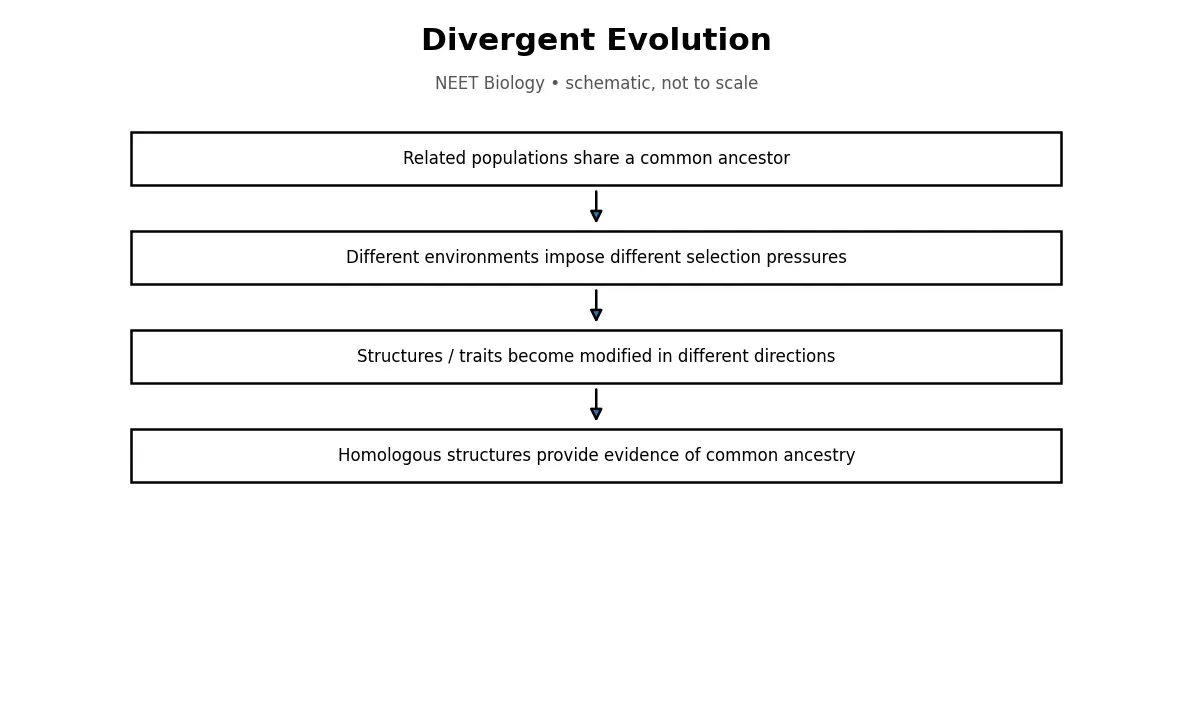 Divergent Evolution
NEET Biology • schematic, not to scale
Related populations share a common ancestor
Different environments impose different selection pressures
Structures / traits become modified in different directions
Homologous structures provide evidence of common ancestry